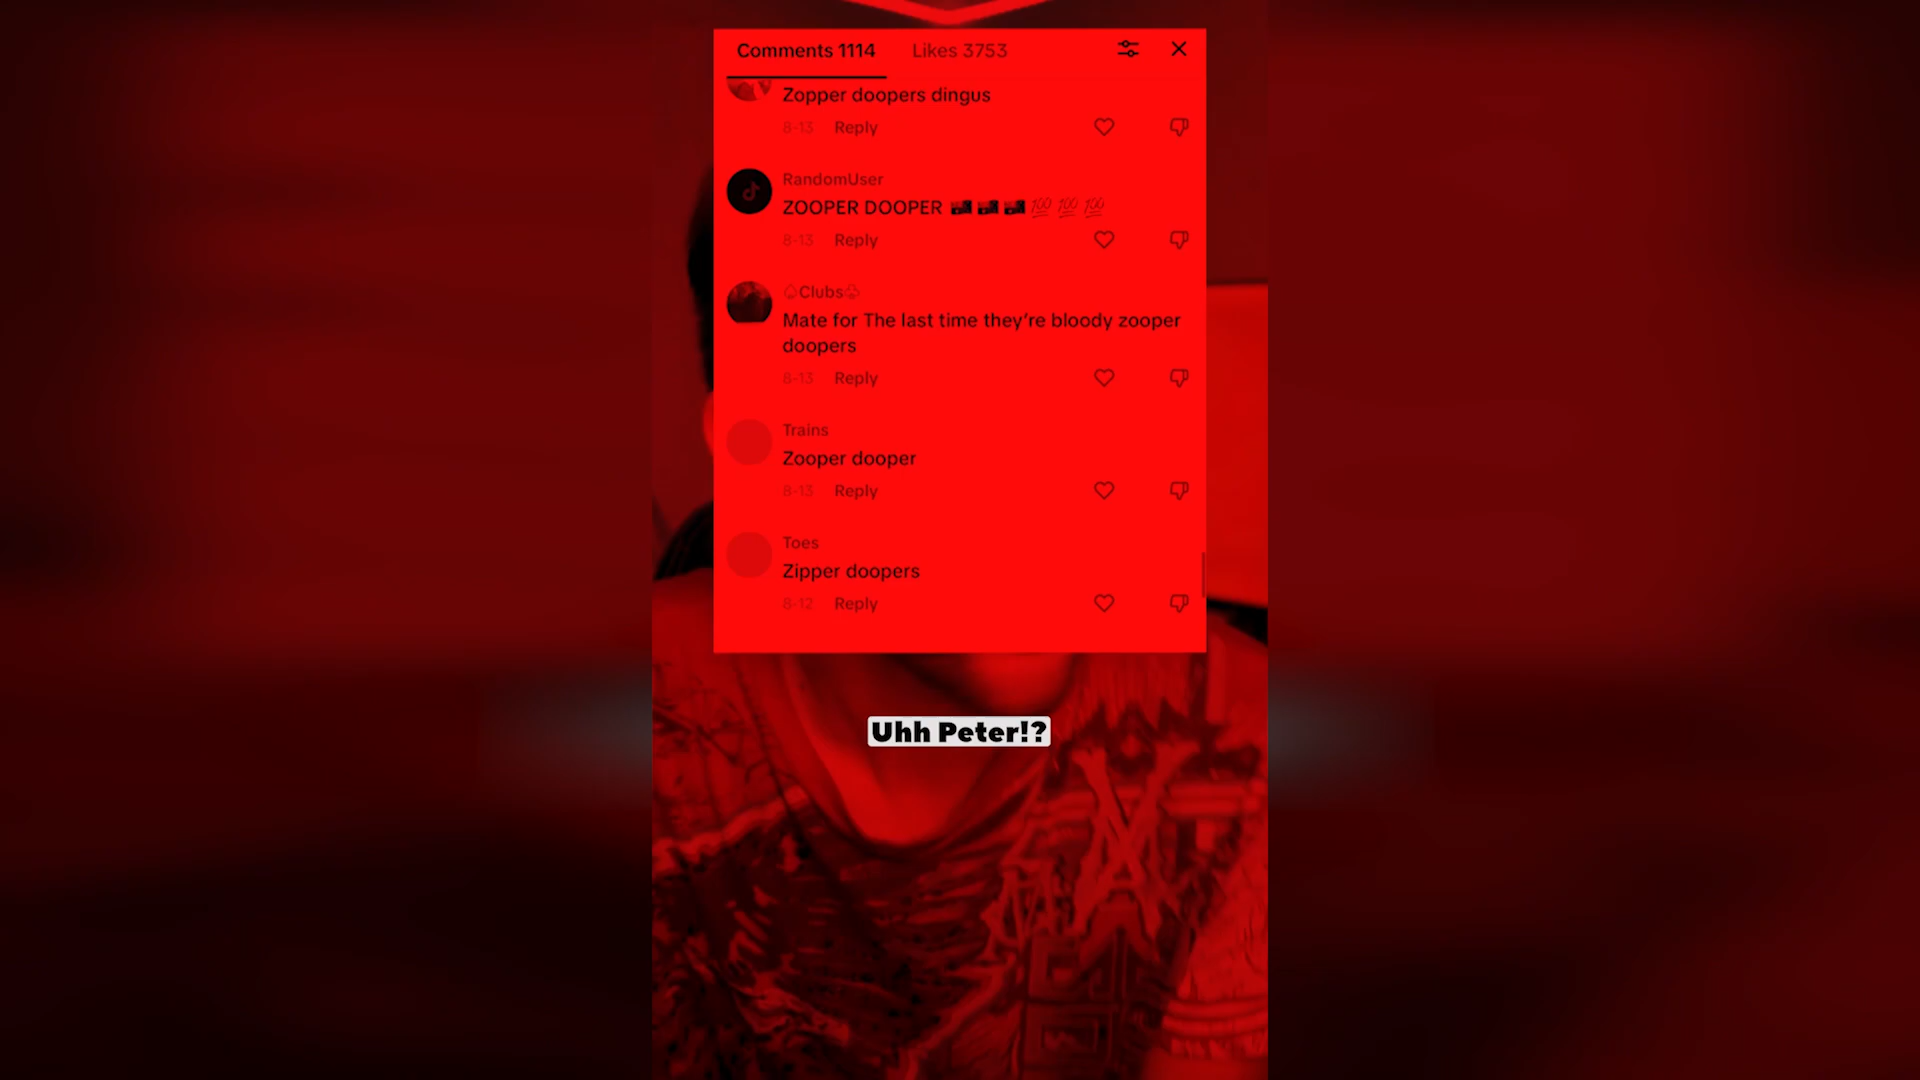 Comments 1114 Likes 3753
Zopper doopers dingus
8-13 Reply
RandomUser
ZOOPER DOOPER 🇦🇺🇦🇺🇦🇺💯💯💯
8-13 Reply
♤Clubs♧
Mate for The last time they’re bloody zooper
doopers
8-13 Reply
Trains
Zooper dooper
8-13 Reply
Toes
Zipper doopers
8-12 Reply
Uhh Peter!?